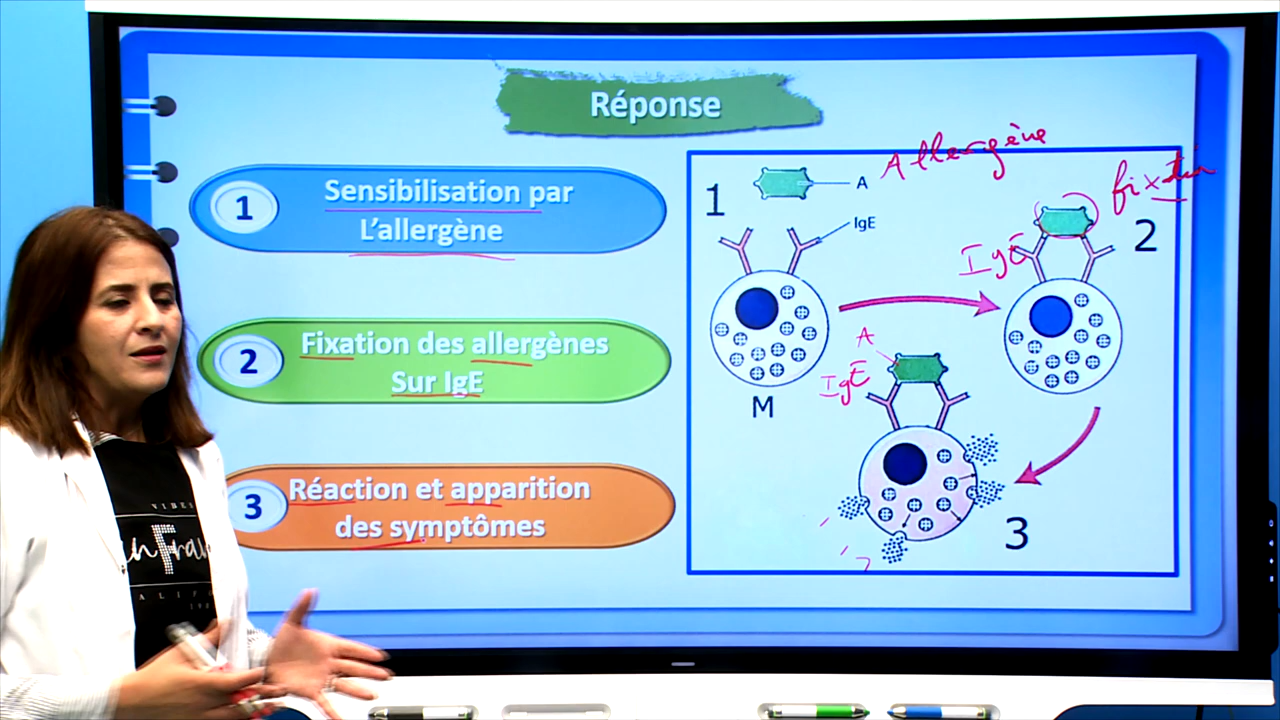 Réponse
1
Sensibilisation par
L'allergène
2
Fixation des allergènes
Sur IgE
3
Réaction et apparition
des symptômes
1
A
Allergène
IgE
M
fixation
2
IgE
A
IgE
3
VIBES